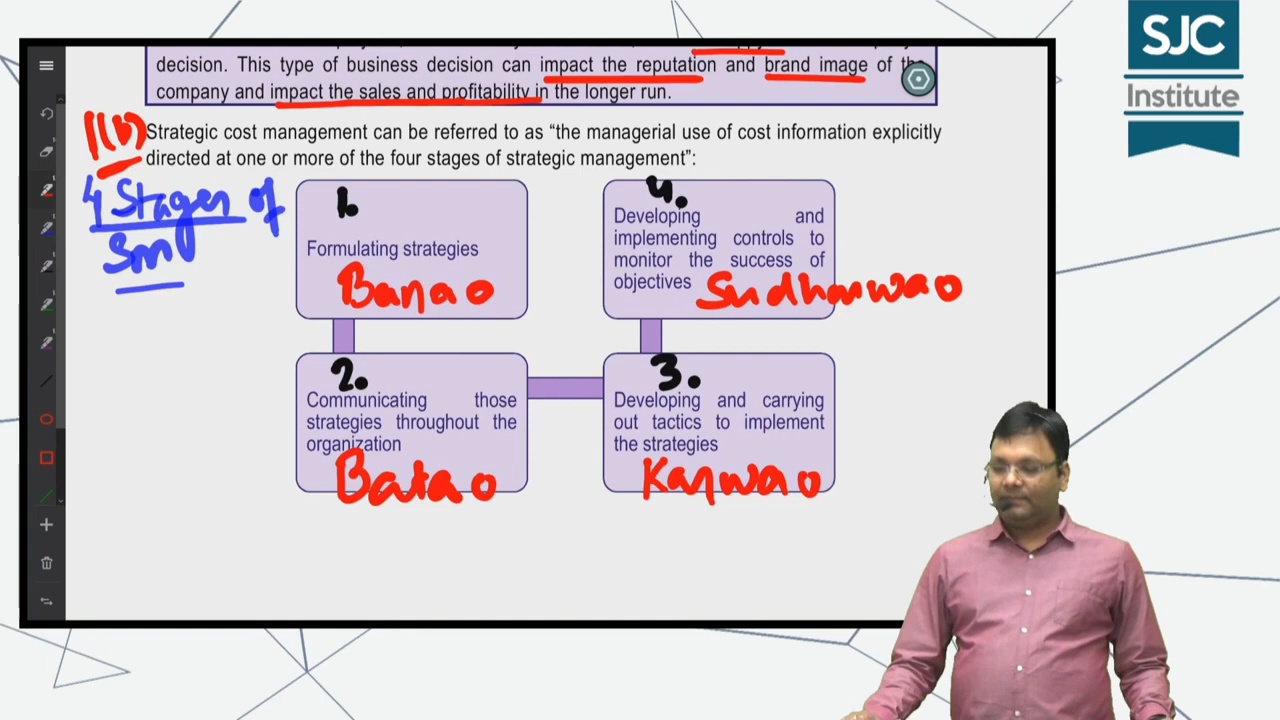 SJC
Institute
decision. This type of business decision can impact the reputation and brand image of the
company and impact the sales and profitability in the longer run.
1(B)
Strategic cost management can be referred to as “the managerial use of cost information explicitly
directed at one or more of the four stages of strategic management”:
4 Stages of
Sm
1.
Formulating strategies
Banao
2.
Communicating those
strategies throughout the
organization
Batao
3.
Developing and carrying
out tactics to implement
the strategies
Karwao
4.
Developing and
implementing controls to
monitor the success of
objectives
Sudharwao